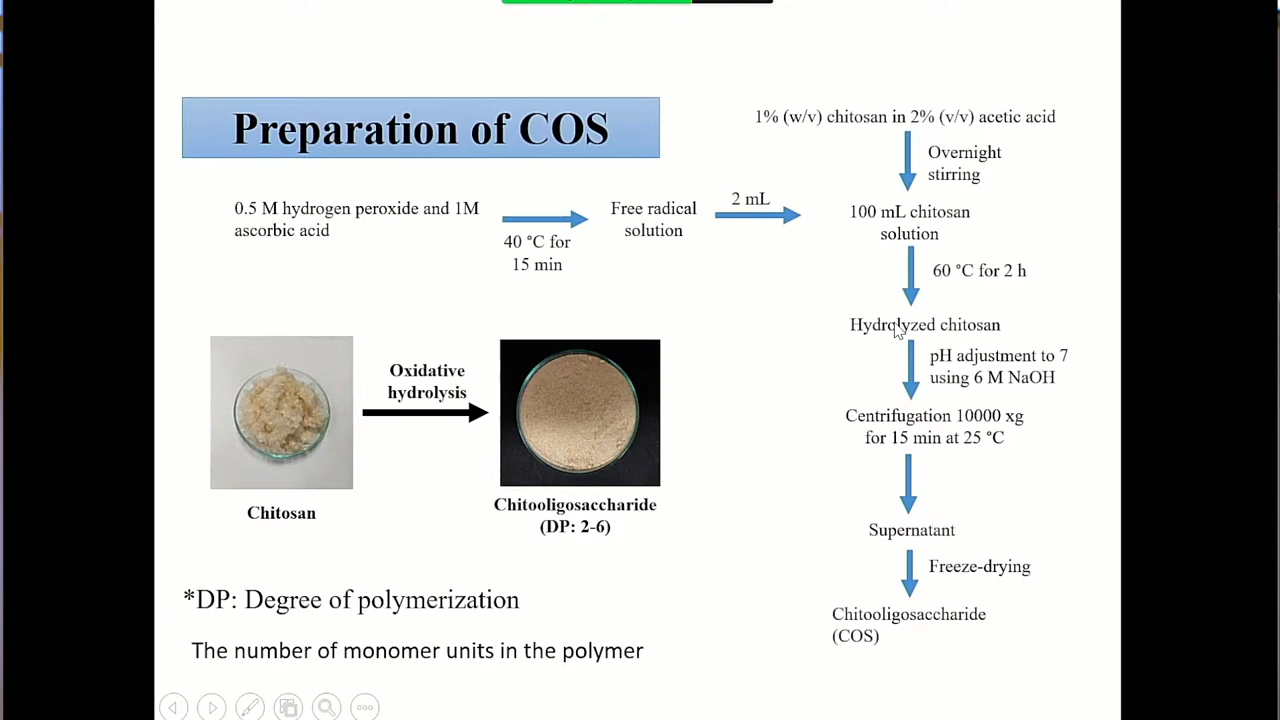 Preparation of COS
1% (w/v) chitosan in 2% (v/v) acetic acid
Overnight
stirring
0.5 M hydrogen peroxide and 1M
ascorbic acid
40 °C for
15 min
Free radical
solution
2 mL
100 mL chitosan
solution
60 °C for 2 h
Hydrolyzed chitosan
pH adjustment to 7
using 6 M NaOH
Centrifugation 10000 xg
for 15 min at 25 °C
Supernatant
Freeze-drying
Chitooligosaccharide
(COS)
Oxidative
hydrolysis
Chitosan
Chitooligosaccharide
(DP: 2-6)
*DP: Degree of polymerization
The number of monomer units in the polymer